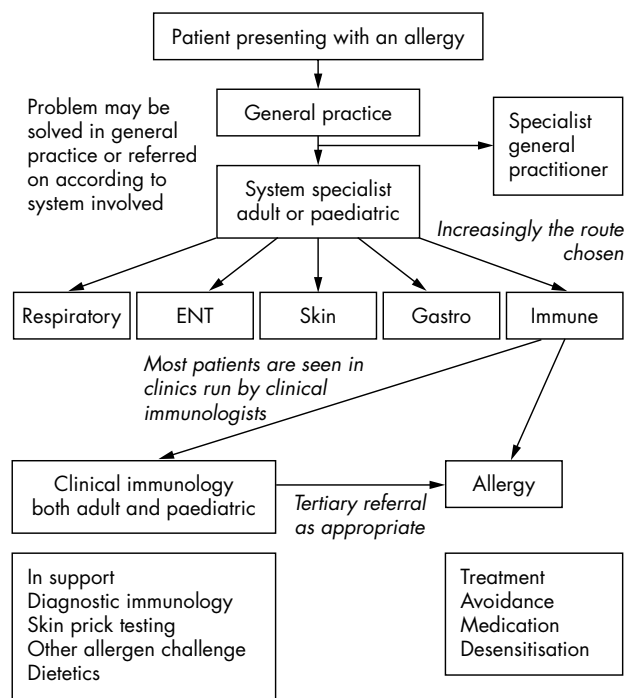 Patient presenting with an allergy
General practice
Problem may be
solved in general
practice or referred
on according to
system involved
Specialist
general
practitioner
System specialist
adult or paediatric
Increasingly the route
chosen
Respiratory
ENT
Skin
Gastro
Immune
Most patients are seen in
clinics run by clinical
immunologists
Clinical immunology
both adult and paediatric
Tertiary referral
as appropriate
Allergy
In support
Diagnostic immunology
Skin prick testing
Other allergen challenge
Dietetics
Treatment
Avoidance
Medication
Desensitisation